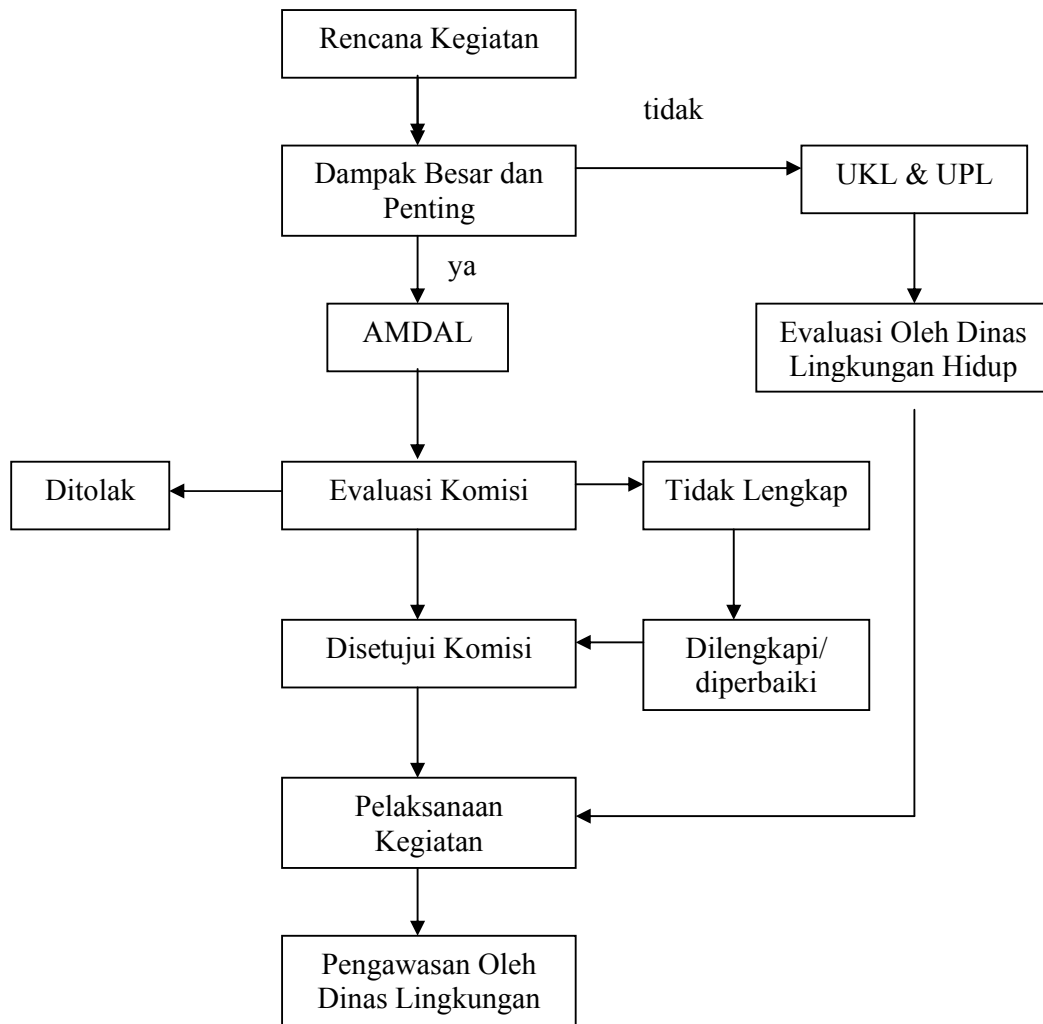 Rencana Kegiatan
tidak
Dampak Besar dan
Penting
UKL & UPL
ya
AMDAL
Evaluasi Oleh Dinas
Lingkungan Hidup
Ditolak
Evaluasi Komisi
Tidak Lengkap
Disetujui Komisi
Dilengkapi/
diperbaiki
Pelaksanaan
Kegiatan
Pengawasan Oleh
Dinas Lingkungan